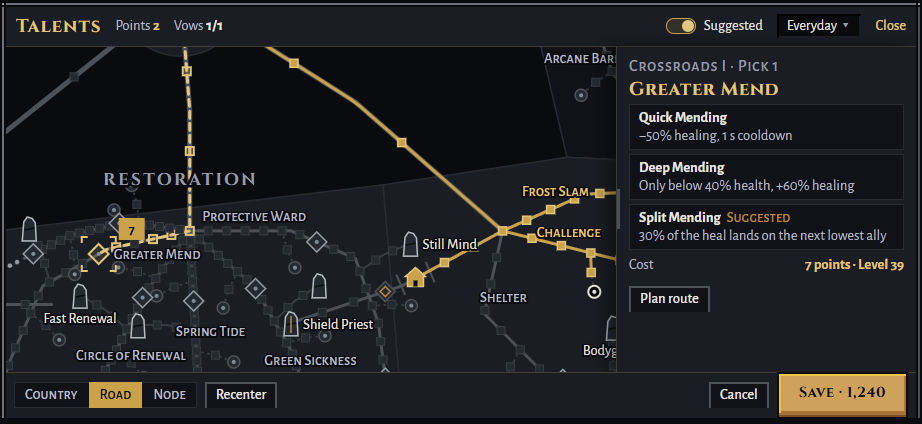 Talents Points 2 Vows 1/1 Suggested Everyday Close
Arcane Bar
Crossroads I · Pick 1
Greater Mend
Quick Mending
−50% healing, 1 s cooldown
Deep Mending
Only below 40% health, +60% healing
Split Mending SUGGESTED
30% of the heal lands on the next lowest ally
Cost 7 points · Level 39
Plan route
RESTORATION
Frost Slam
Protective Ward
7
Challenge
Still Mind
Greater Mend
Shelter
Fast Renewal
Shield Priest
Spring Tide
Circle of Renewal
Green Sickness
Bodyg
Country Road Node Recenter Cancel Save · 1,240